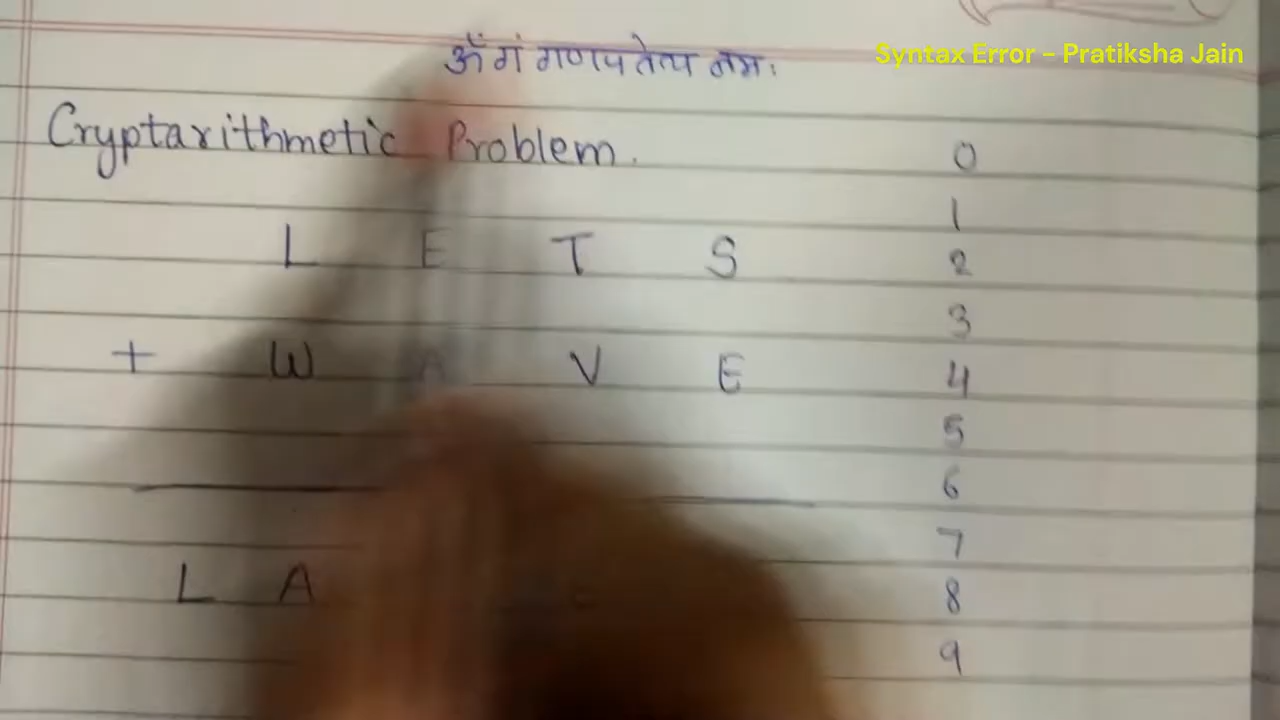 ॐ गं गणपतेय नमः
Syntax Error - Pratiksha Jain
Cryptarithmetic Problem.
0
1
L E T S
2
3
+ W A V E
4
5
6
7
L A
8
9